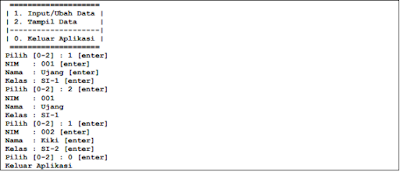 ====================
| 1. Input/Ubah Data |
| 2. Tampil Data |
|--------------------|
| 0. Keluar Aplikasi |
====================
Pilih [0-2] : 1 [enter]
NIM : 001 [enter]
Nama : Ujang [enter]
Kelas : SI-1 [enter]
Pilih [0-2] : 2 [enter]
NIM : 001
Nama : Ujang
Kelas : SI-1
Pilih [0-2] : 1 [enter]
NIM : 002 [enter]
Nama : Kiki [enter]
Kelas : SI-2 [enter]
Pilih [0-2] : 0 [enter]
Keluar Aplikasi